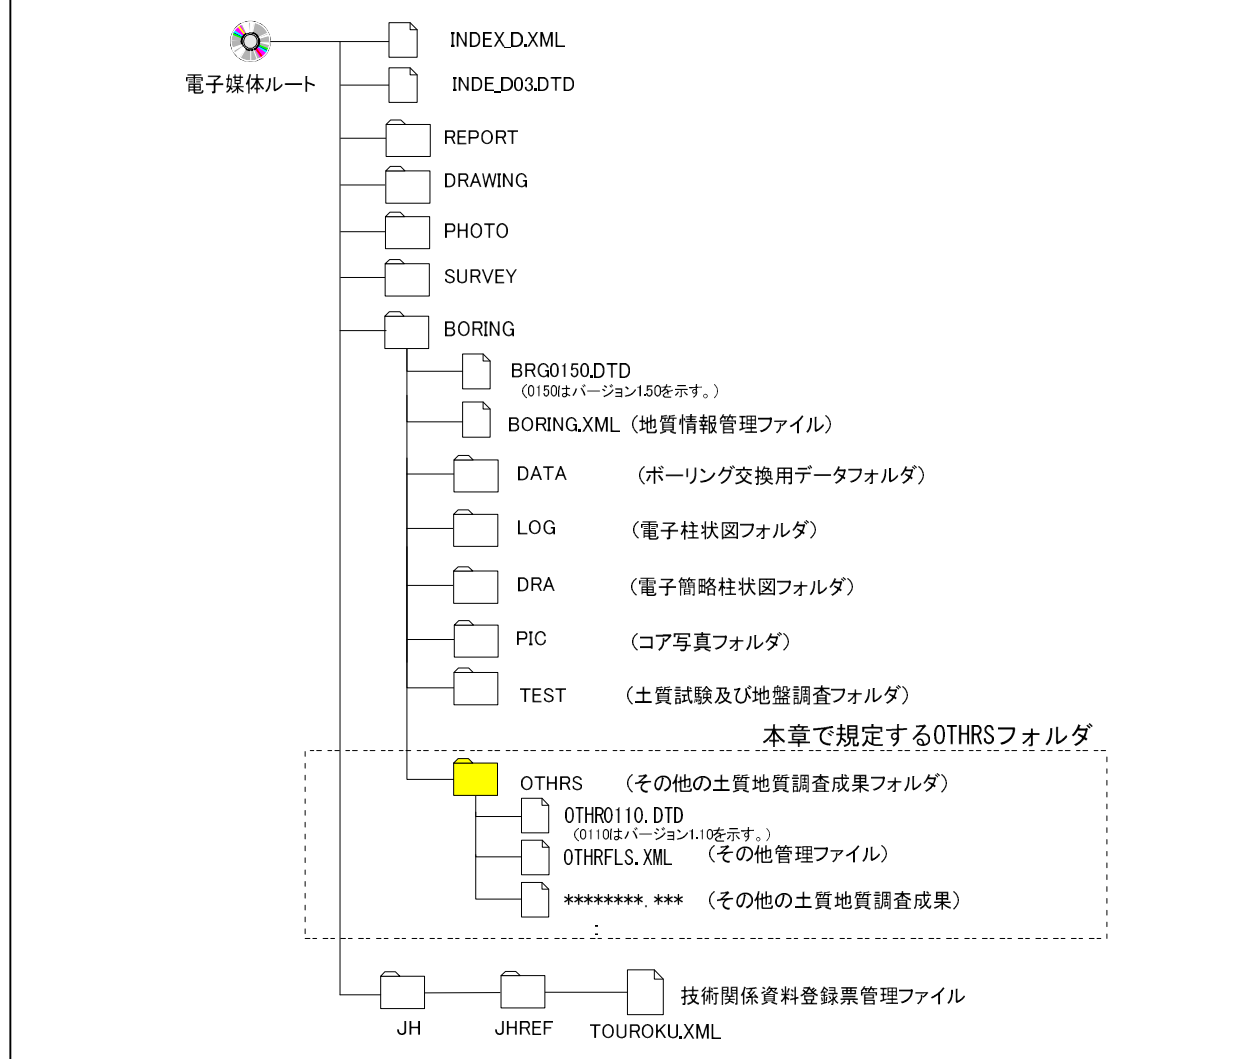 電子媒体ルート
INDEX_D.XML
INDE_D03.DTD
REPORT
DRAWING
PHOTO
SURVEY
BORING
BRG0150.DTD
（0150はバージョン1.50を示す。）
BORING.XML（地質情報管理ファイル）
DATA （ボーリング交換用データフォルダ）
LOG （電子柱状図フォルダ）
DRA （電子簡略柱状図フォルダ）
PIC （コア写真フォルダ）
TEST （土質試験及び地盤調査フォルダ）
本章で規定するOTHRSフォルダ
OTHRS （その他の土質地質調査成果フォルダ）
OTHR0110.DTD
（0110はバージョン1.10を示す。）
OTHRFLS.XML （その他管理ファイル）
********.*** （その他の土質地質調査成果）
:
技術関係資料登録票管理ファイル
JH JHREF TOUROKU.XML